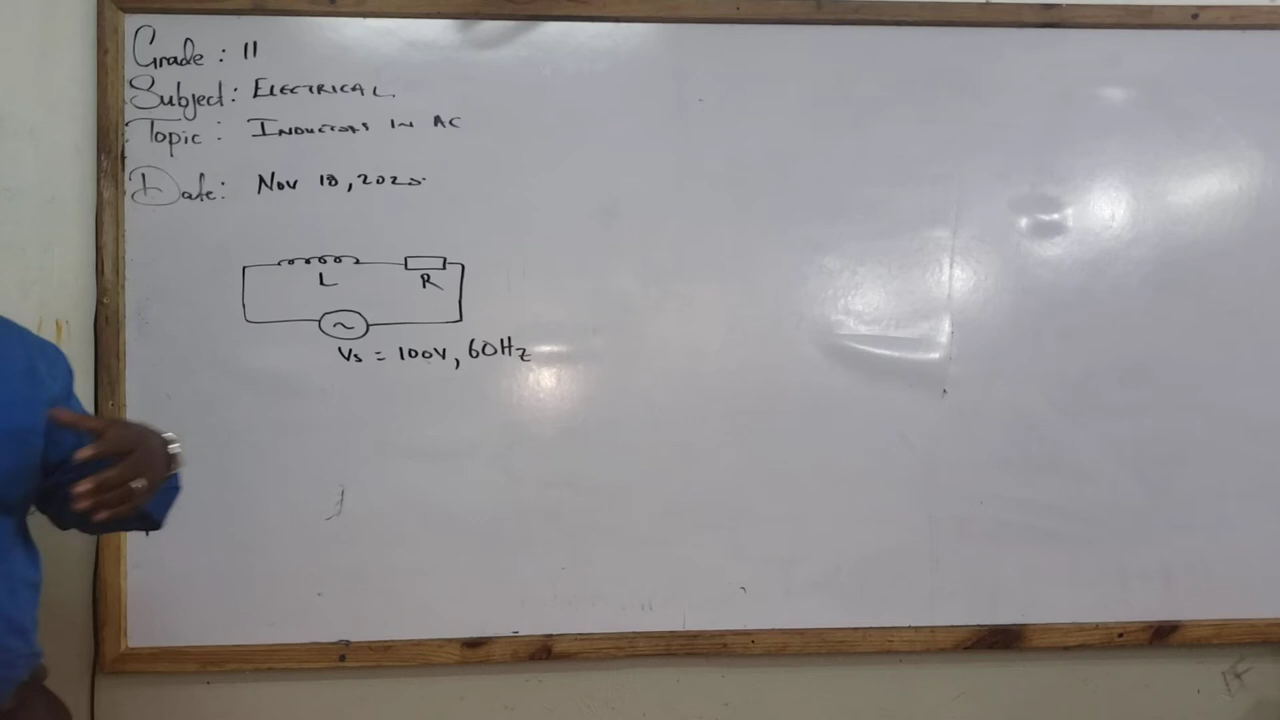 Grade: 11
Subject: ELECTRICAL
Topic: INDUCTORS IN AC
Date: Nov 18, 2025
L
R
~
Vs = 100V, 60Hz